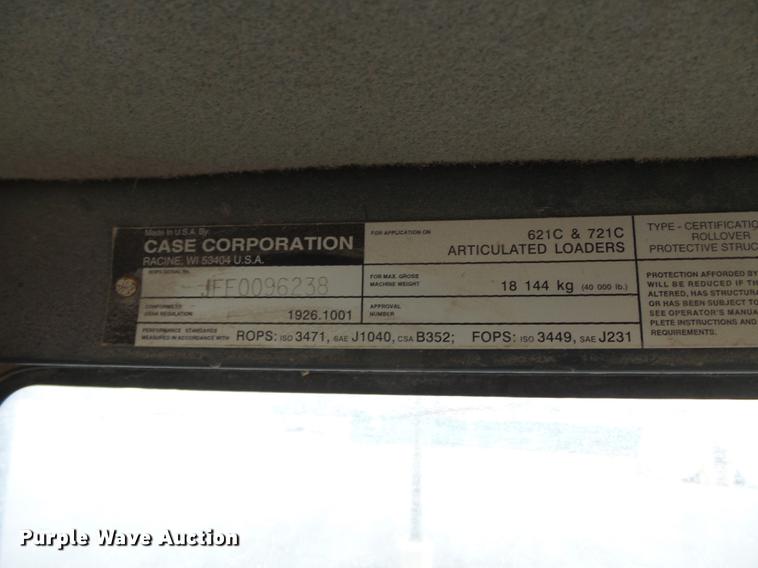 Made in U.S.A. By:
CASE CORPORATION
RACINE, WI 53404 U.S.A.
ROPS SERIAL No.
JFF0096238
CONFORMS TO
OSHA REGULATION 1926.1001
FOR APPLICATION ON 621C & 721C
ARTICULATED LOADERS
FOR MAX. GROSS
MACHINE WEIGHT 18 144 kg (40 000 lb.)
APPROVAL
NUMBER
PERFORMANCE STANDARDS
MEASURED IN ACCORDANCE WITH ROPS: ISO 3471, SAE J1040, CSA B352; FOPS: ISO 3449, SAE J231
TYPE - CERTIFICATIO
ROLLOVER
PROTECTIVE STRUC
PROTECTION AFFORDED BY
WILL BE REDUCED IF TH
ALTERED, HAS STRUCTURA
OR HAS BEEN SUBJECT TO
SEE OPERATOR'S MANUA
PLETE INSTRUCTIONS AND
REQUIREMENTS.
Purple Wave Auction